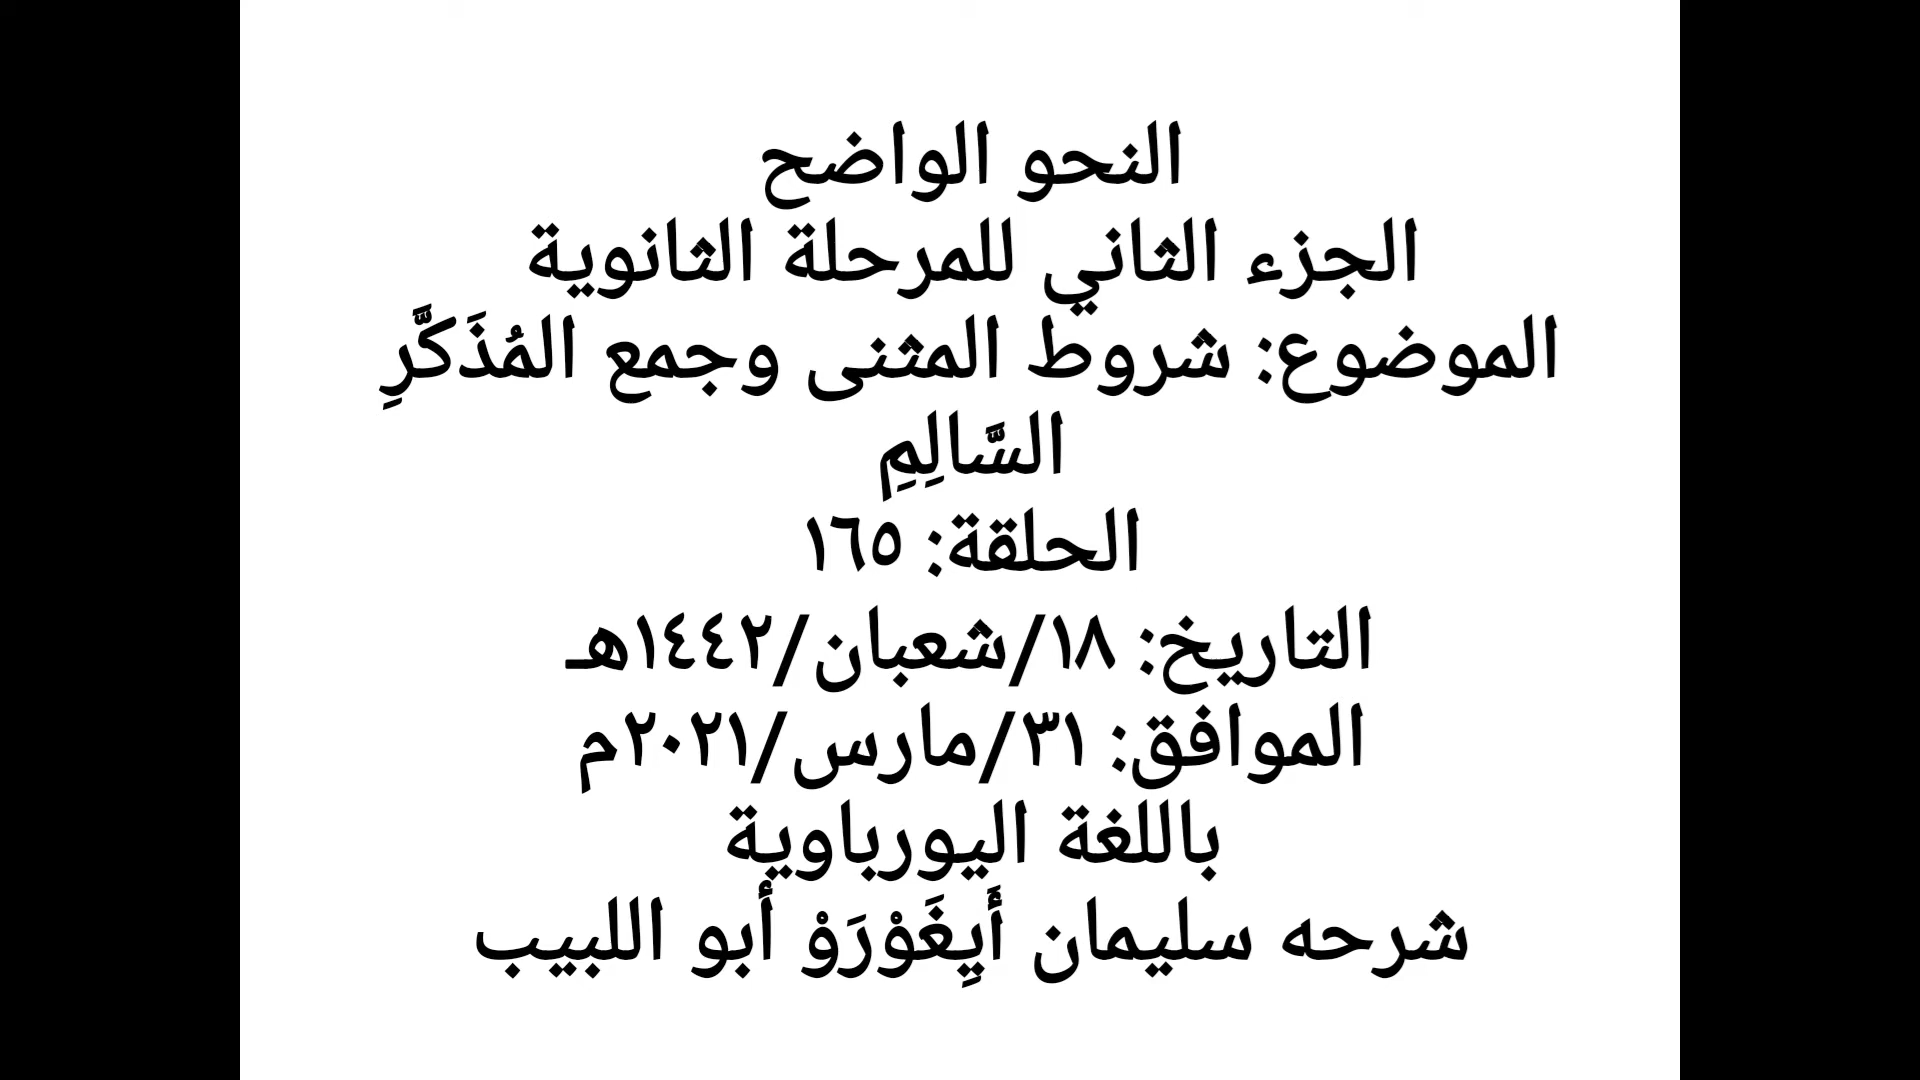 النحو الواضح
الجزء الثاني للمرحلة الثانوية
الموضوع: شروط المثنى وجمع المُذَكَّرِ
السَّالِمِ
الحلقة: ١٦٥
التاريخ: ١٨/شعبان/١٤٤٢هـ
الموافق: ٣١/مارس/٢٠٢١م
باللغة اليورباوية
شرحه سليمان أَيِغَوْرَوْ أبو اللبيب